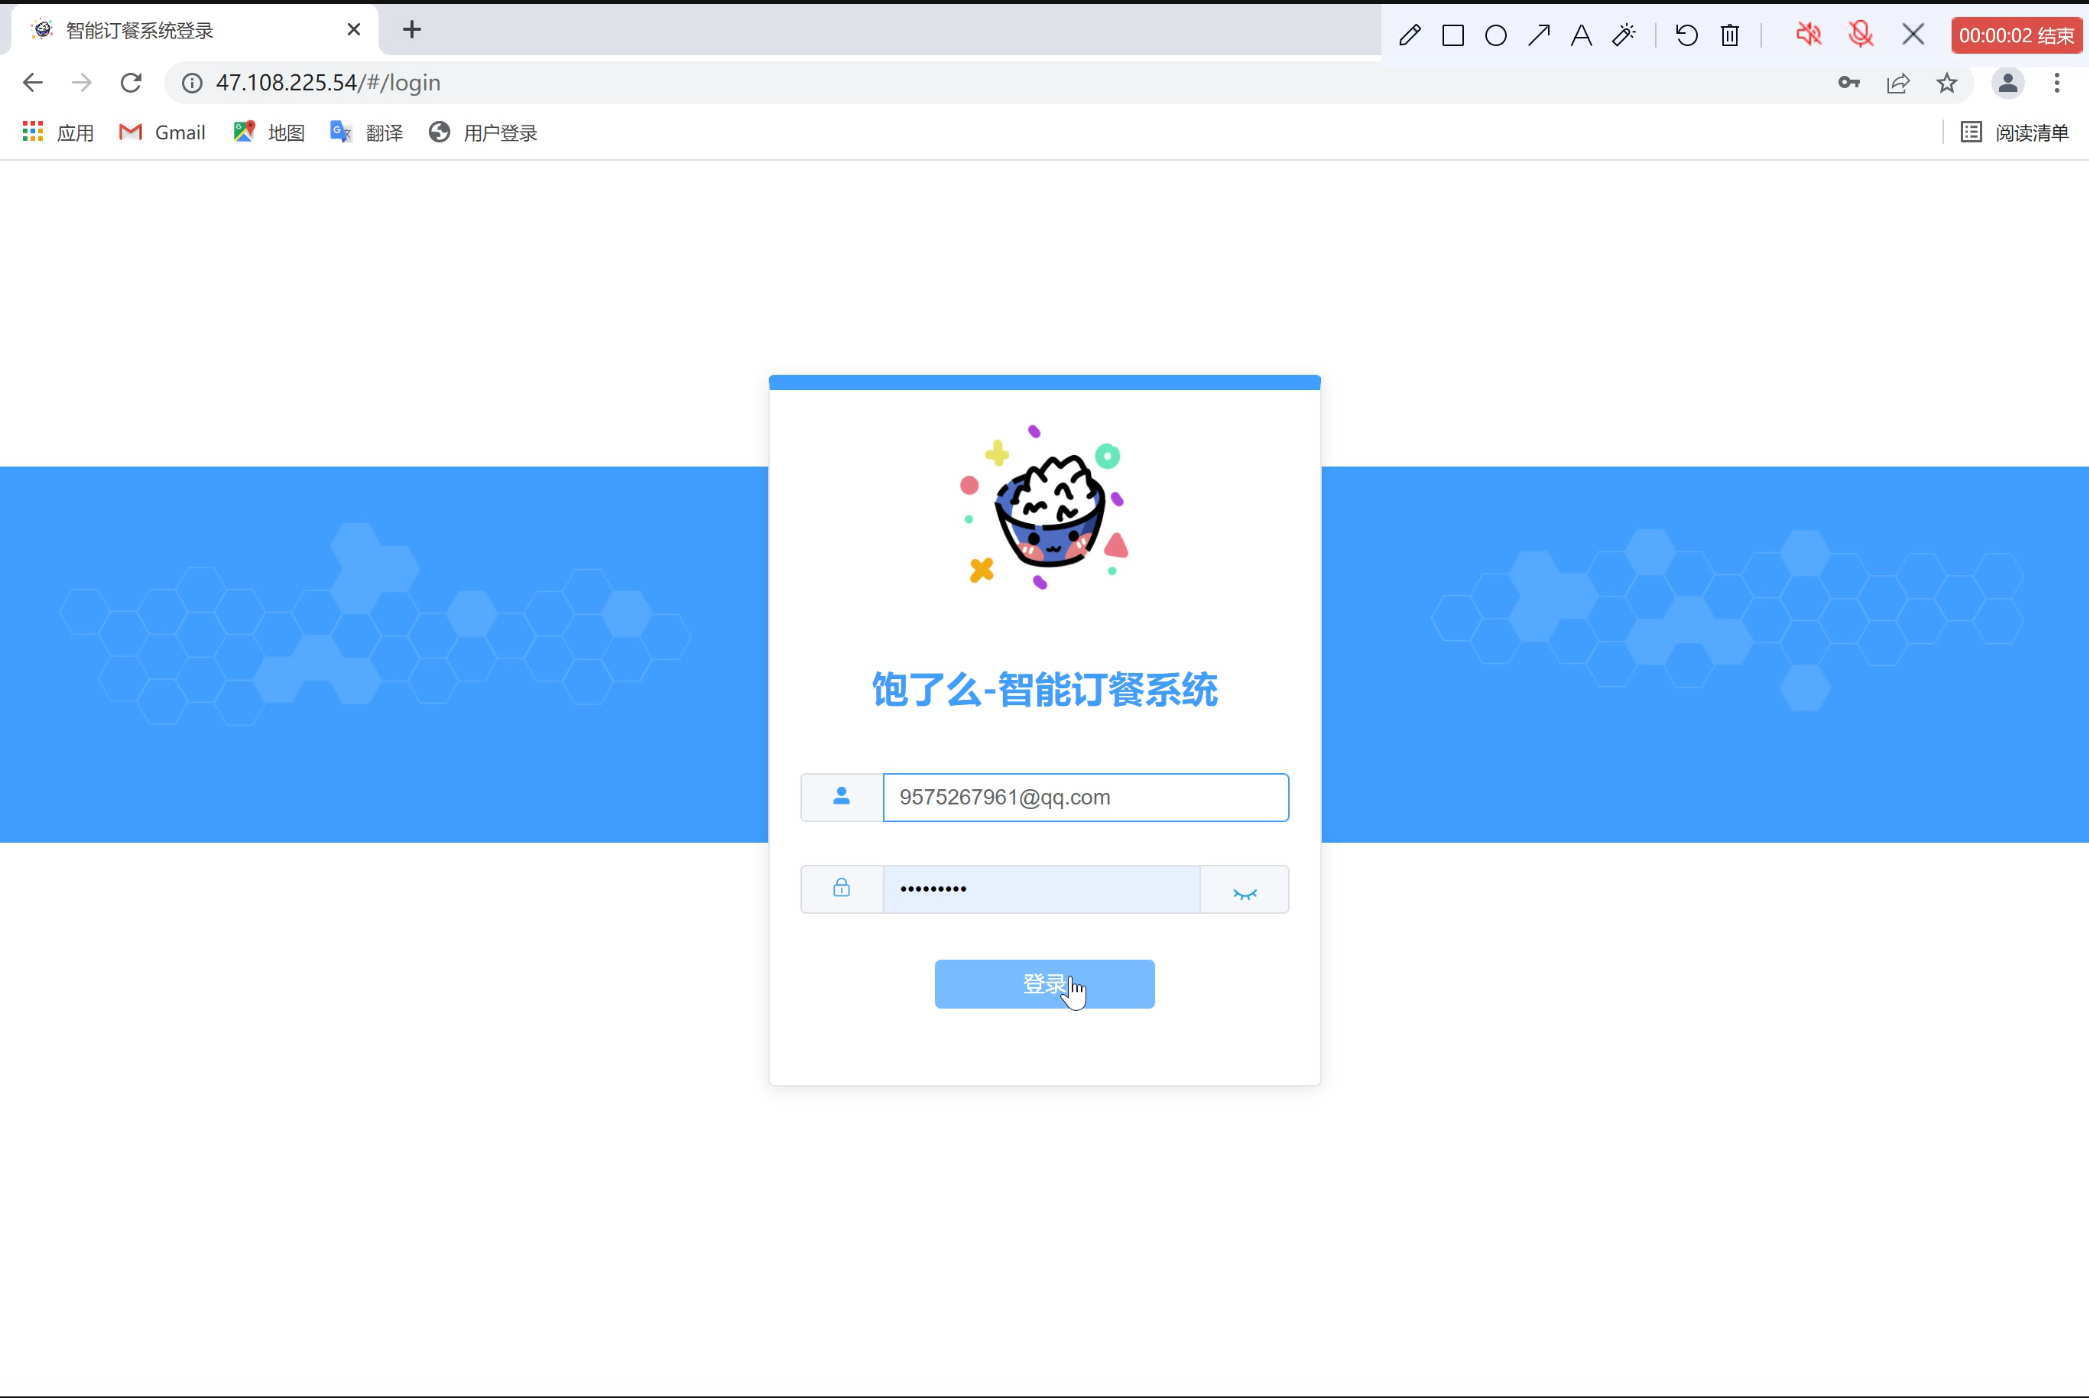 智能订餐系统登录
00:00:02 结束
47.108.225.54/#/login
应用 Gmail 地图 翻译 用户登录 阅读清单
饱了么-智能订餐系统
9575267961@qq.com
•••••••••
登录